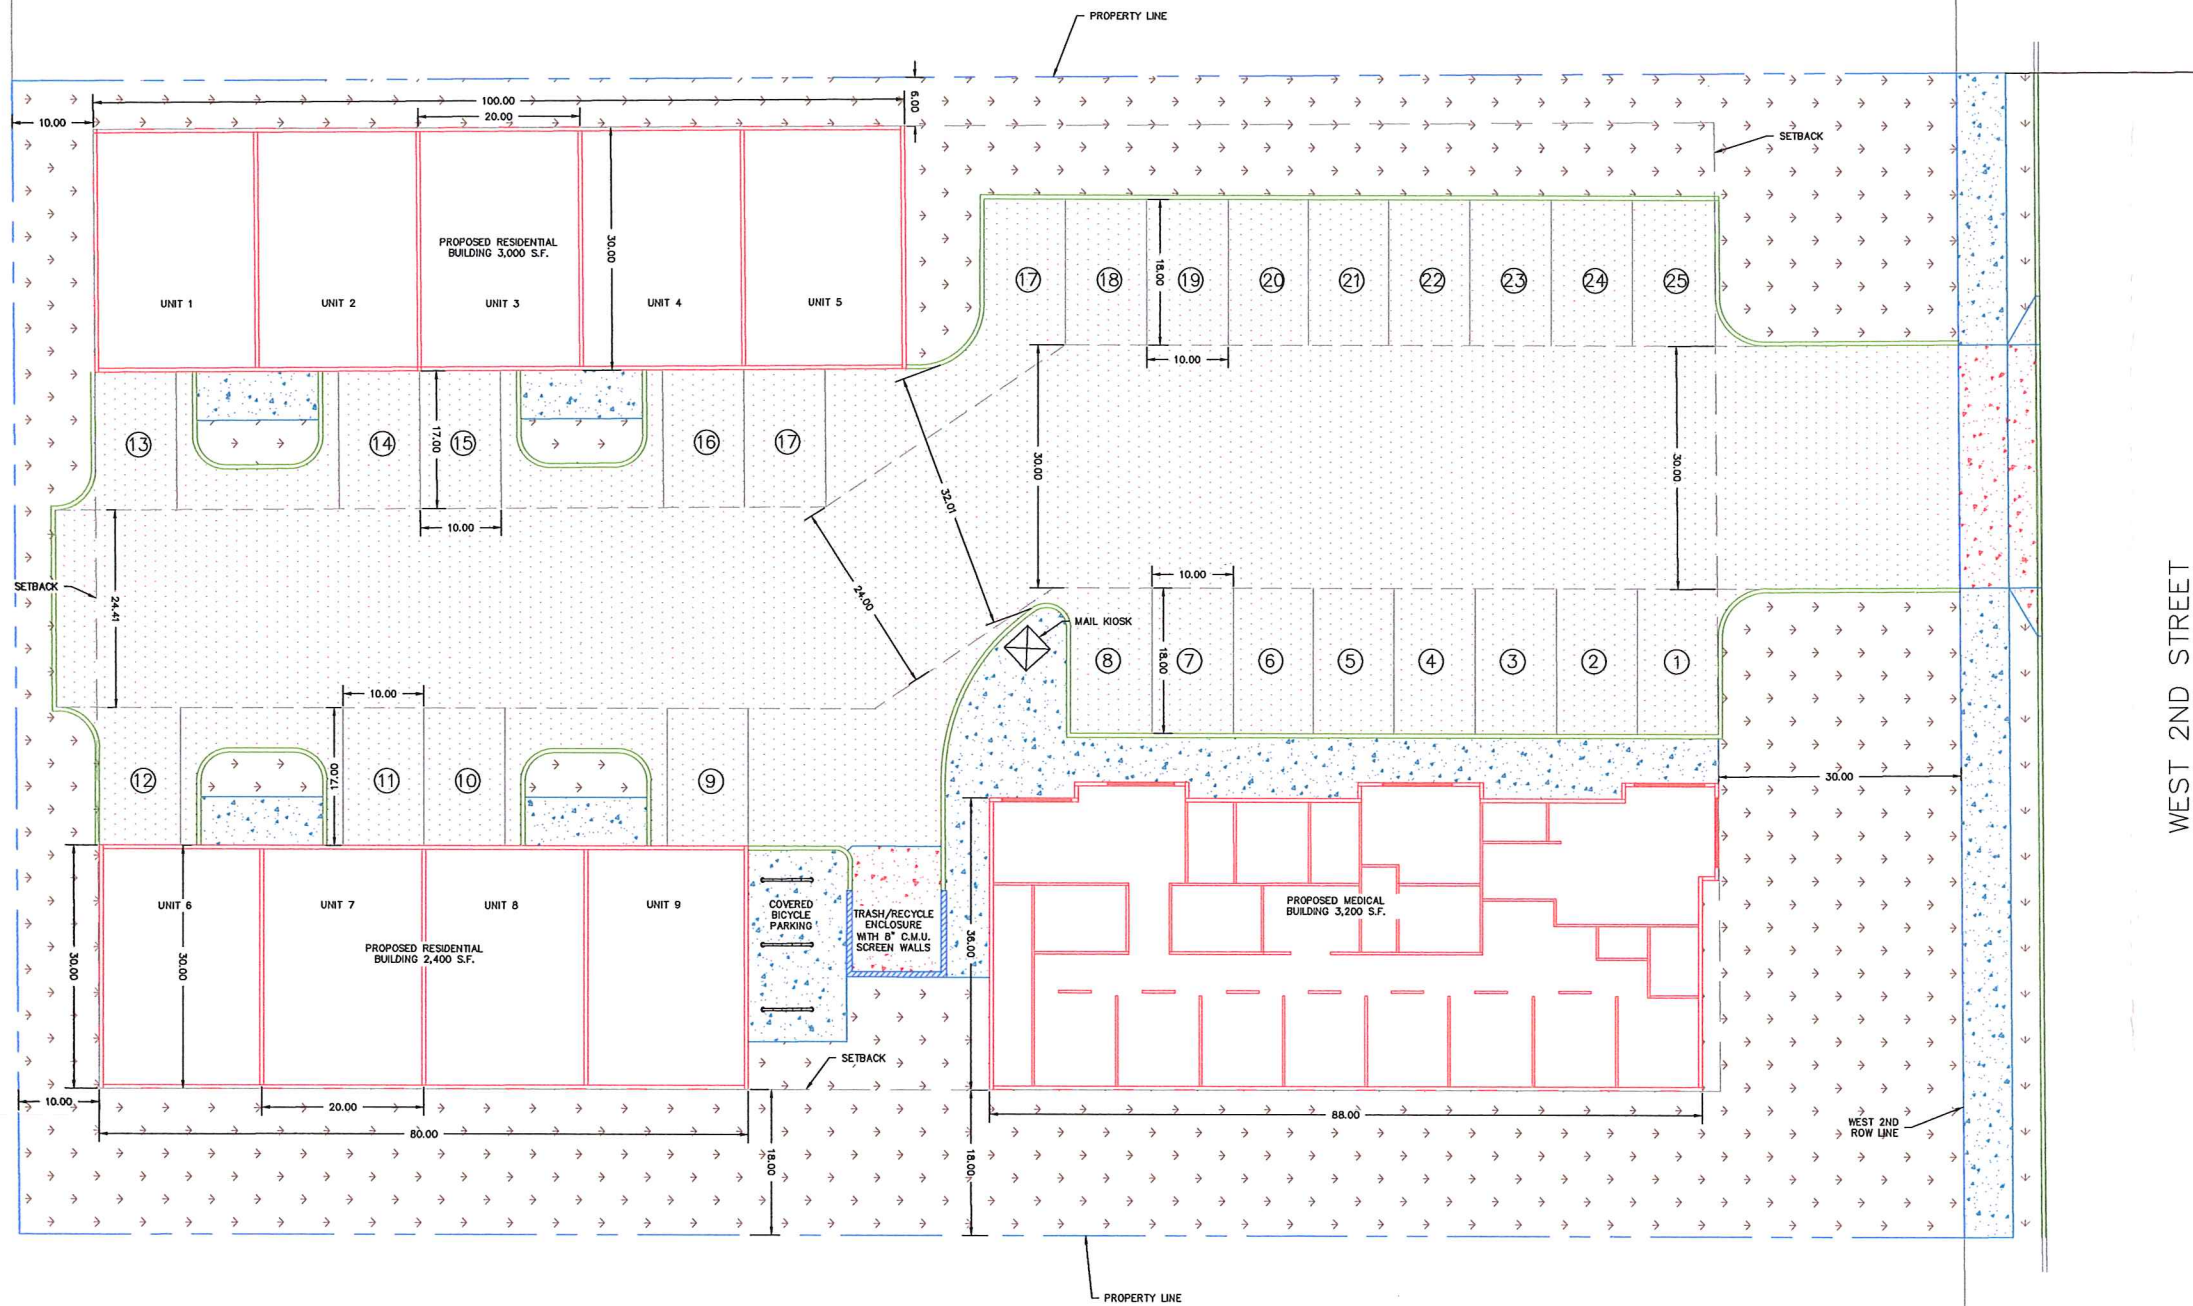 PROPERTY LINE
100.00
20.00
10.00
6.00
SETBACK
PROPOSED RESIDENTIAL
BUILDING 3,000 S.F.
30.00
UNIT 1
UNIT 2
UNIT 3
UNIT 4
UNIT 5
17
18
19
20
21
22
23
24
25
18.00
10.00
13
14
15
16
17
17.00
10.00
32.01
30.00
30.00
SETBACK
24.41
24.00
10.00
MAIL KIOSK
8
7
6
5
4
3
2
1
18.00
10.00
17.00
12
11
10
9
30.00
WEST 2ND STREET
UNIT 6
UNIT 7
UNIT 8
UNIT 9
PROPOSED RESIDENTIAL
BUILDING 2,400 S.F.
30.00
30.00
COVERED
BICYCLE
PARKING
TRASH/RECYCLE
ENCLOSURE
WITH 8" C.M.U.
SCREEN WALLS
36.00
PROPOSED MEDICAL
BUILDING 3,200 S.F.
SETBACK
10.00
20.00
80.00
18.00
18.00
88.00
WEST 2ND
ROW LINE
PROPERTY LINE